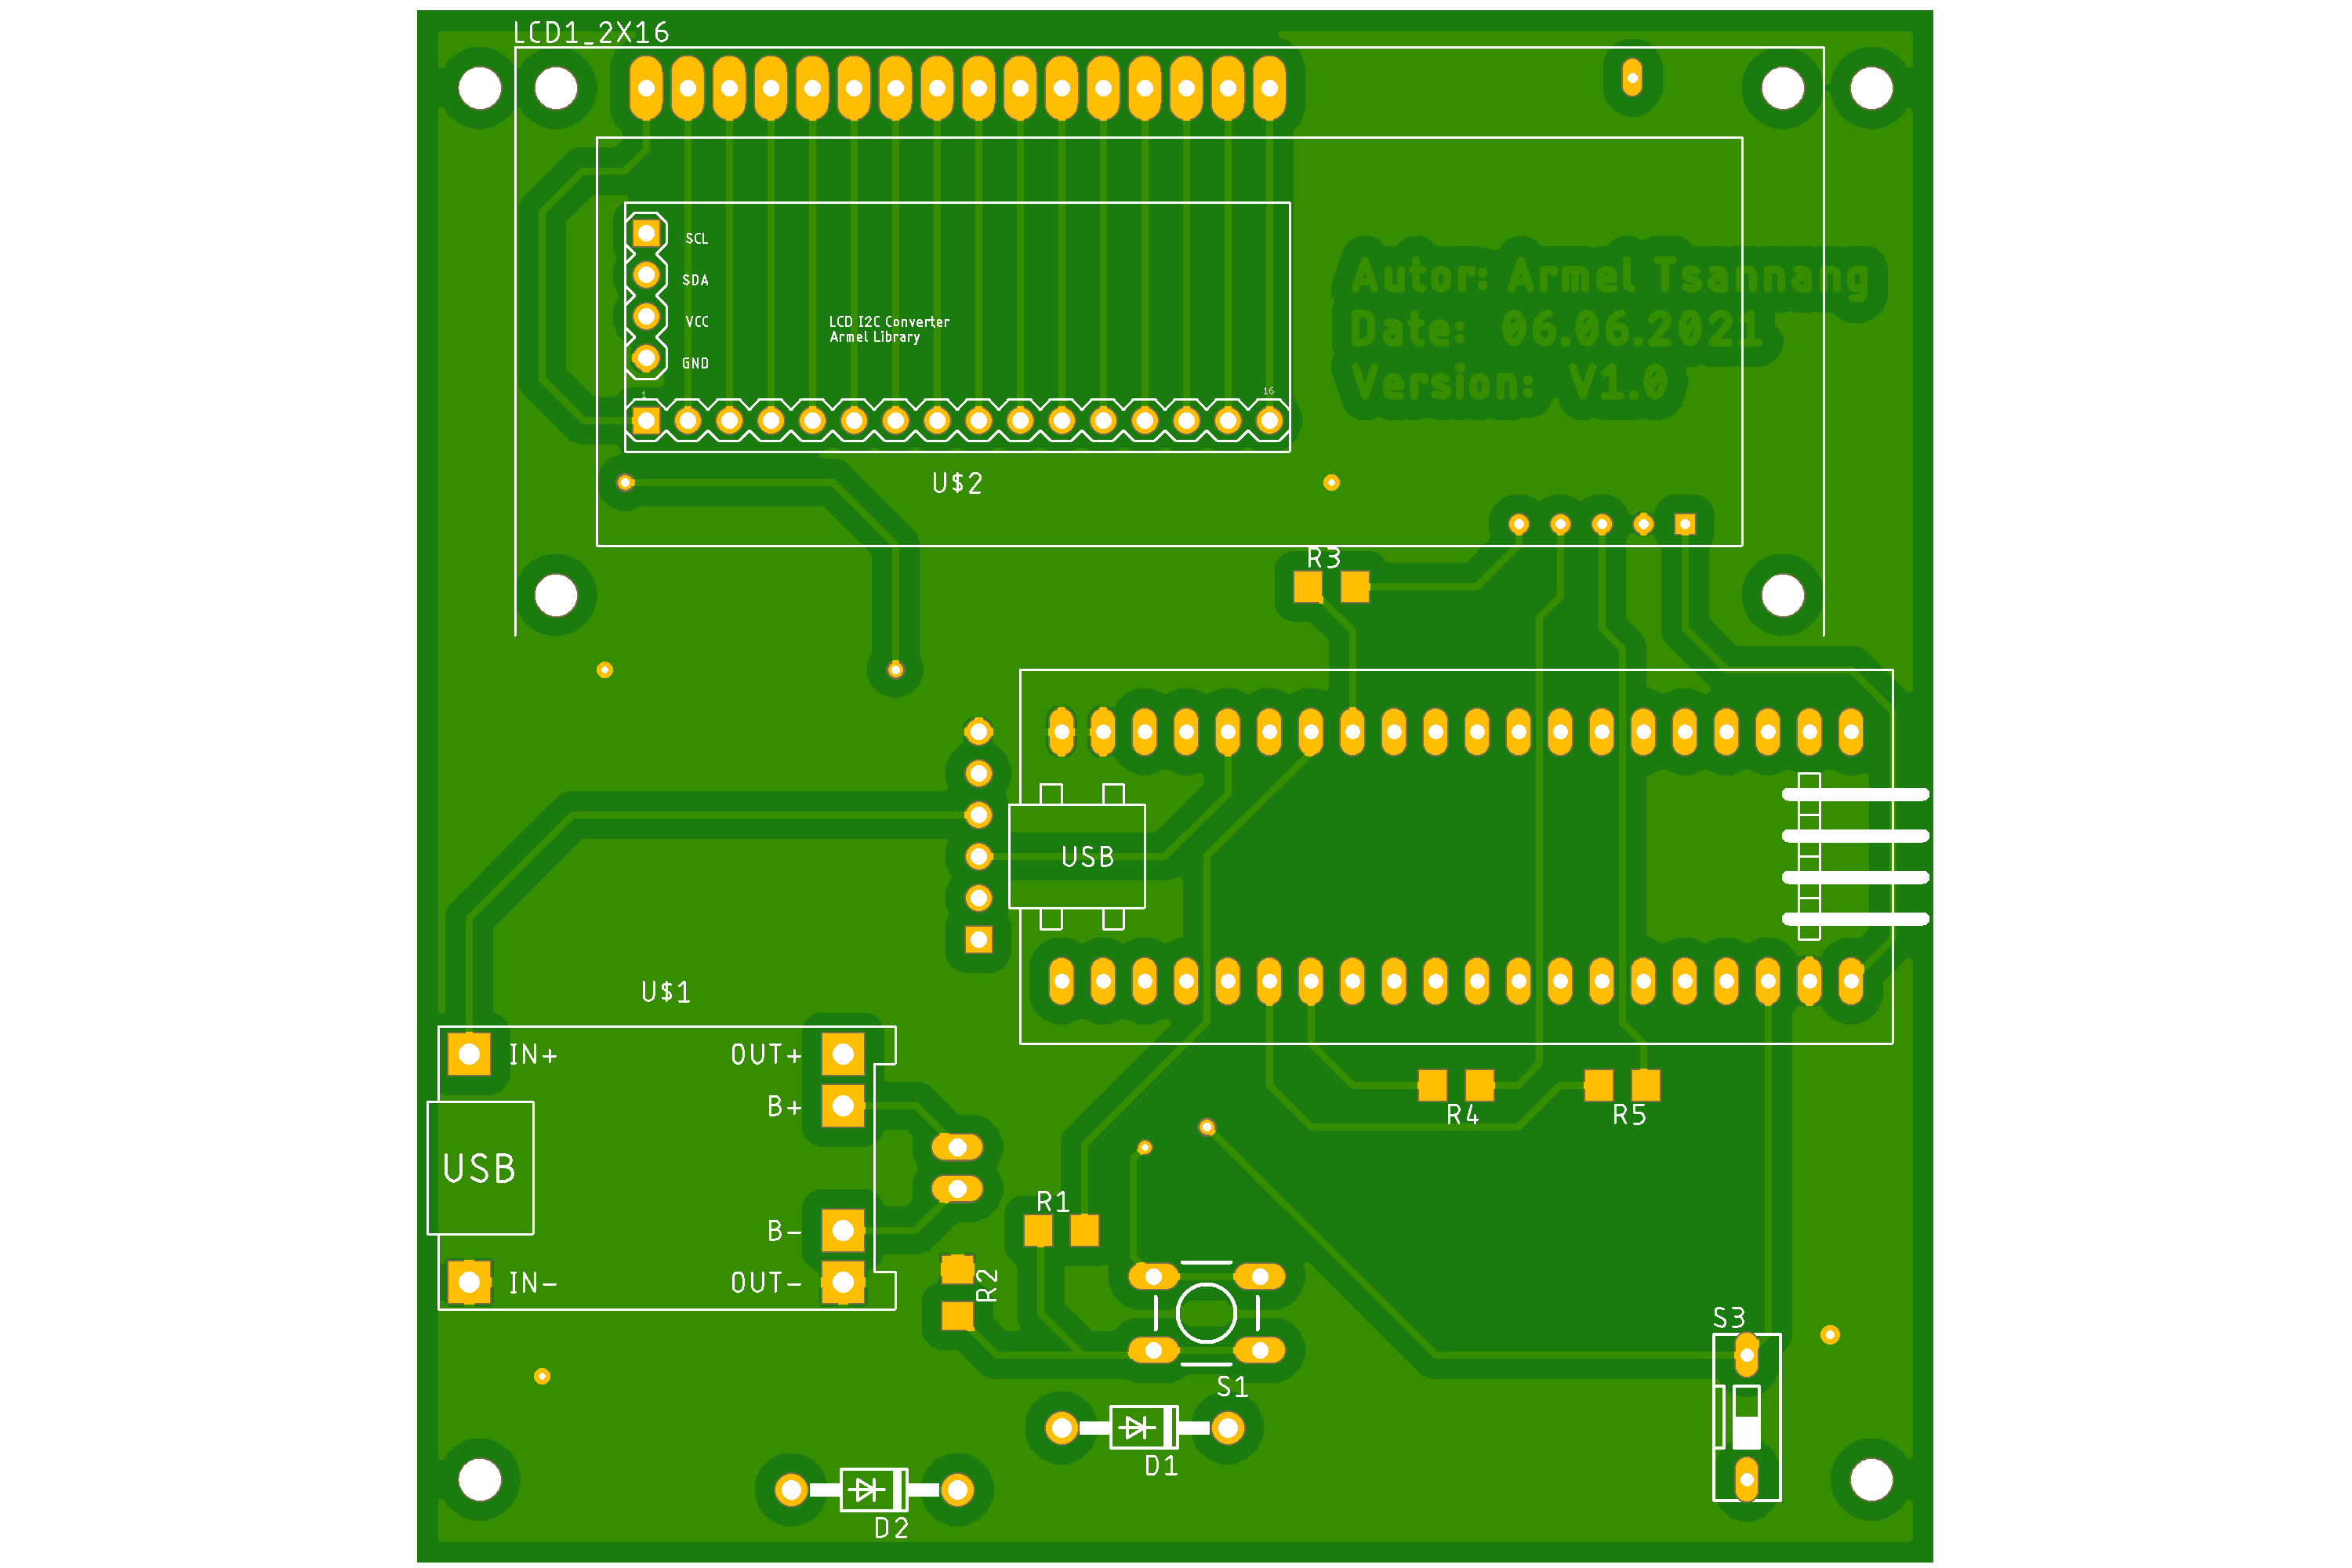 LCD1_2X16
SCL
SDA
VCC
GND
LCD I2C Converter
Armel Library
1
16
U$2
Autor: Armel Tsannang
Date: 06.06.2021
Version: V1.0
R3
USB
U$1
IN+
OUT+
B+
USB
B-
IN-
OUT-
R4
R5
R1
R2
S1
S3
D1
D2